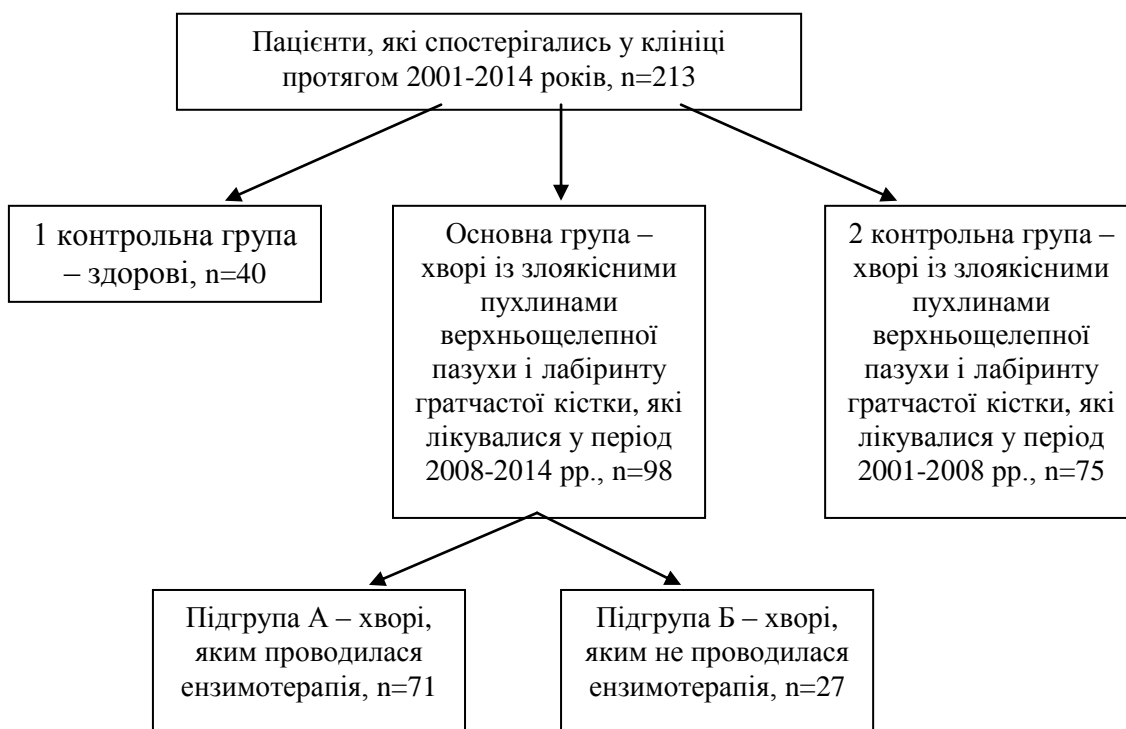 Пацієнти, які спостерігались у клініці
протягом 2001-2014 років, n=213
1 контрольна група
– здорові, n=40
Основна група –
хворі із злоякісними
пухлинами
верхньощелепної
пазухи і лабіринту
гратчастої кістки, які
лікувалися у період
2008-2014 рр., n=98
2 контрольна група –
хворі із злоякісними
пухлинами
верхньощелепної
пазухи і лабіринту
гратчастої кістки, які
лікувалися у період
2001-2008 рр., n=75
Підгрупа А – хворі,
яким проводилася
ензимотерапія, n=71
Підгрупа Б – хворі,
яким не проводилася
ензимотерапія, n=27